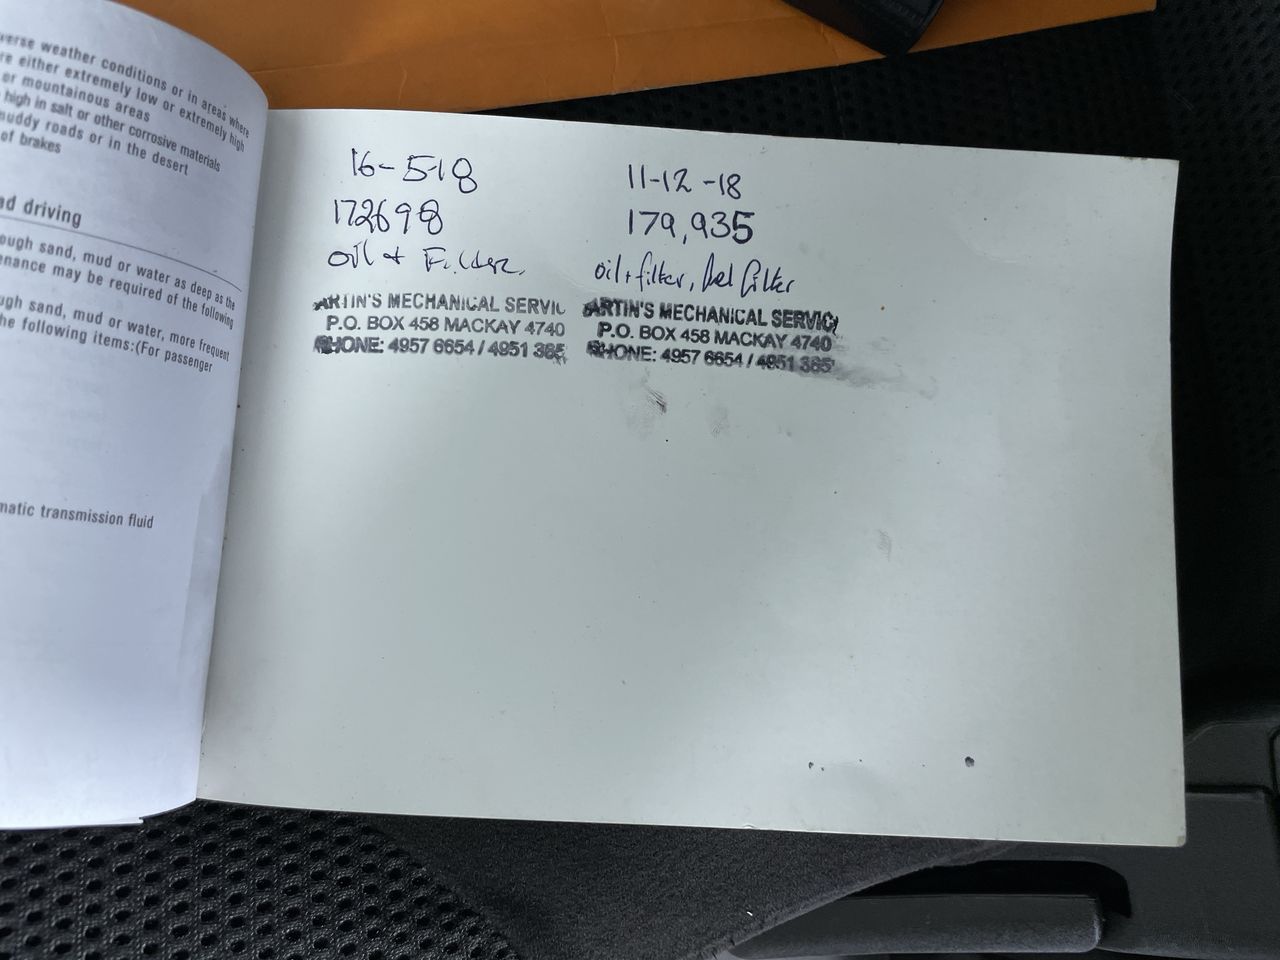 verse weather conditions or in areas where
re either extremely low or extremely high
or mountainous areas
high in salt or other corrosive materials
muddy roads or in the desert
of brakes
ad driving
ough sand, mud or water as deep as the
enance may be required of the following
ugh sand, mud or water, more frequent
he following items:(For passenger
matic transmission fluid
16-5-18
172698
oil + Filter.
ARTIN'S MECHANICAL SERVIC
P.O. BOX 458 MACKAY 4740
PHONE: 4957 6654 / 4951 385
11-12-18
179,935
oil + filter, fuel filter
ARTIN'S MECHANICAL SERVIC
P.O. BOX 458 MACKAY 4740
PHONE: 4957 6654 / 4951 385